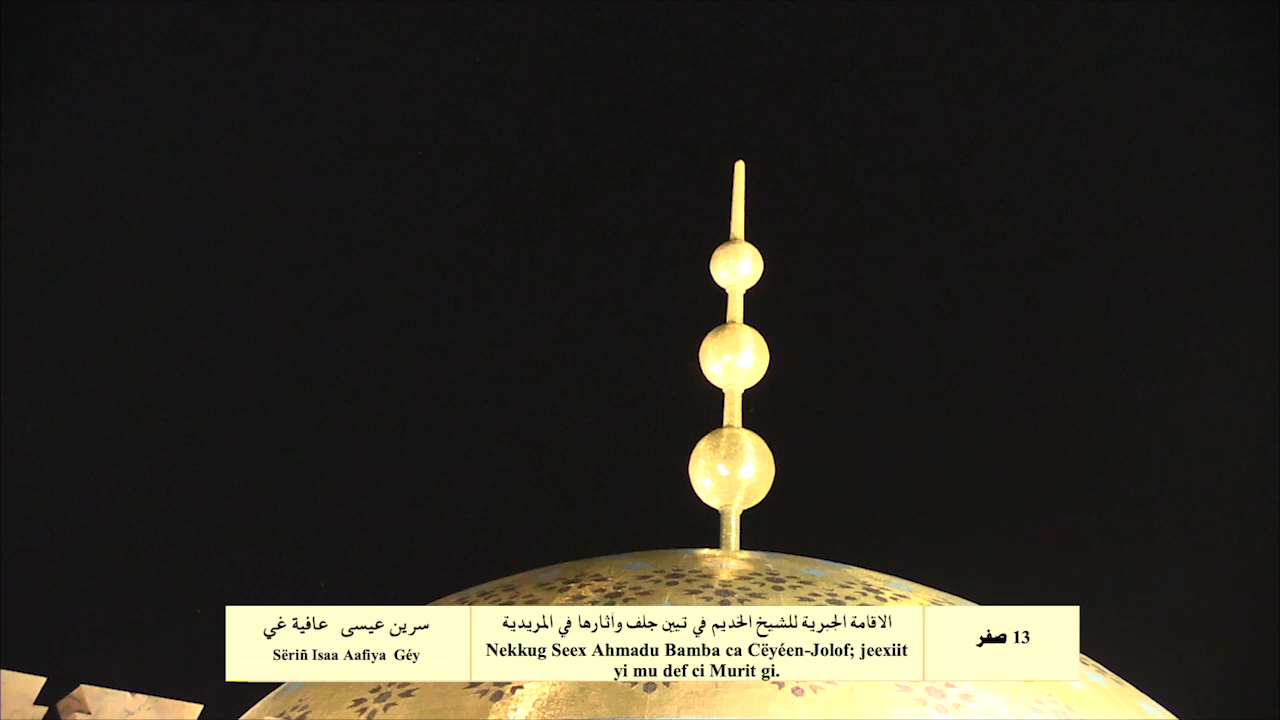 سرين عيسى عافية غي
Sëriñ Isaa Aafiya Géy
الاقامة الجبرية للشيخ الخديم في تيين جلف وآثارها في المريدية
Nekkug Seex Ahmadu Bamba ca Cëyéen-Jolof; jeexiit
yi mu def ci Murit gi.
13 صفر